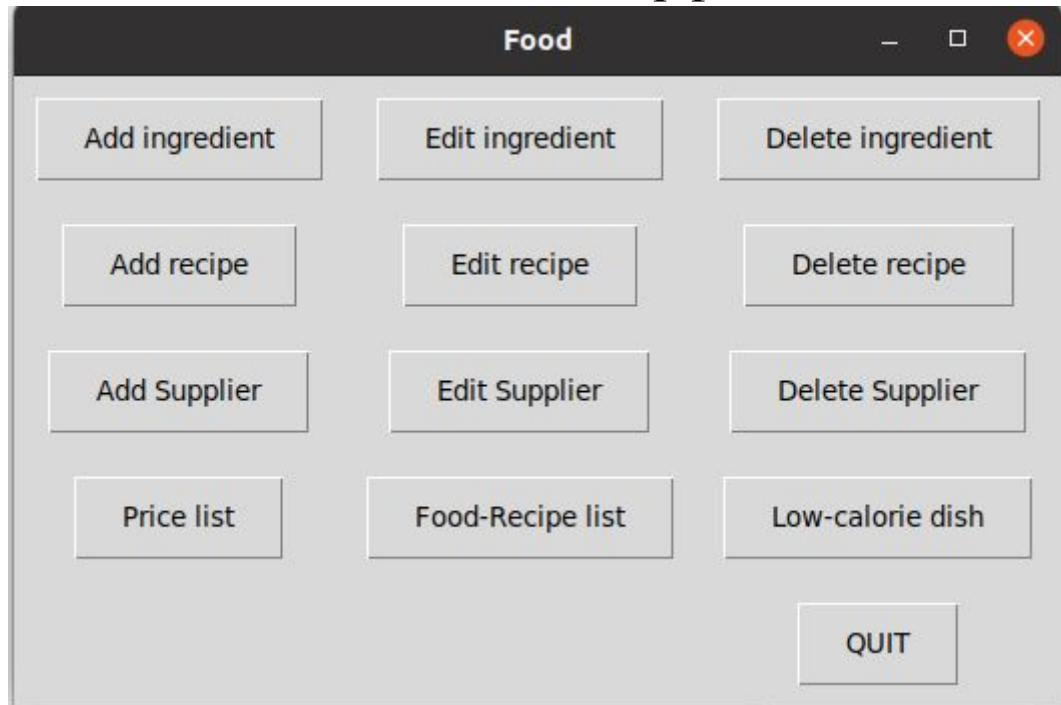 Food
Add ingredient Edit ingredient Delete ingredient
Add recipe Edit recipe Delete recipe
Add Supplier Edit Supplier Delete Supplier
Price list Food-Recipe list Low-calorie dish
QUIT